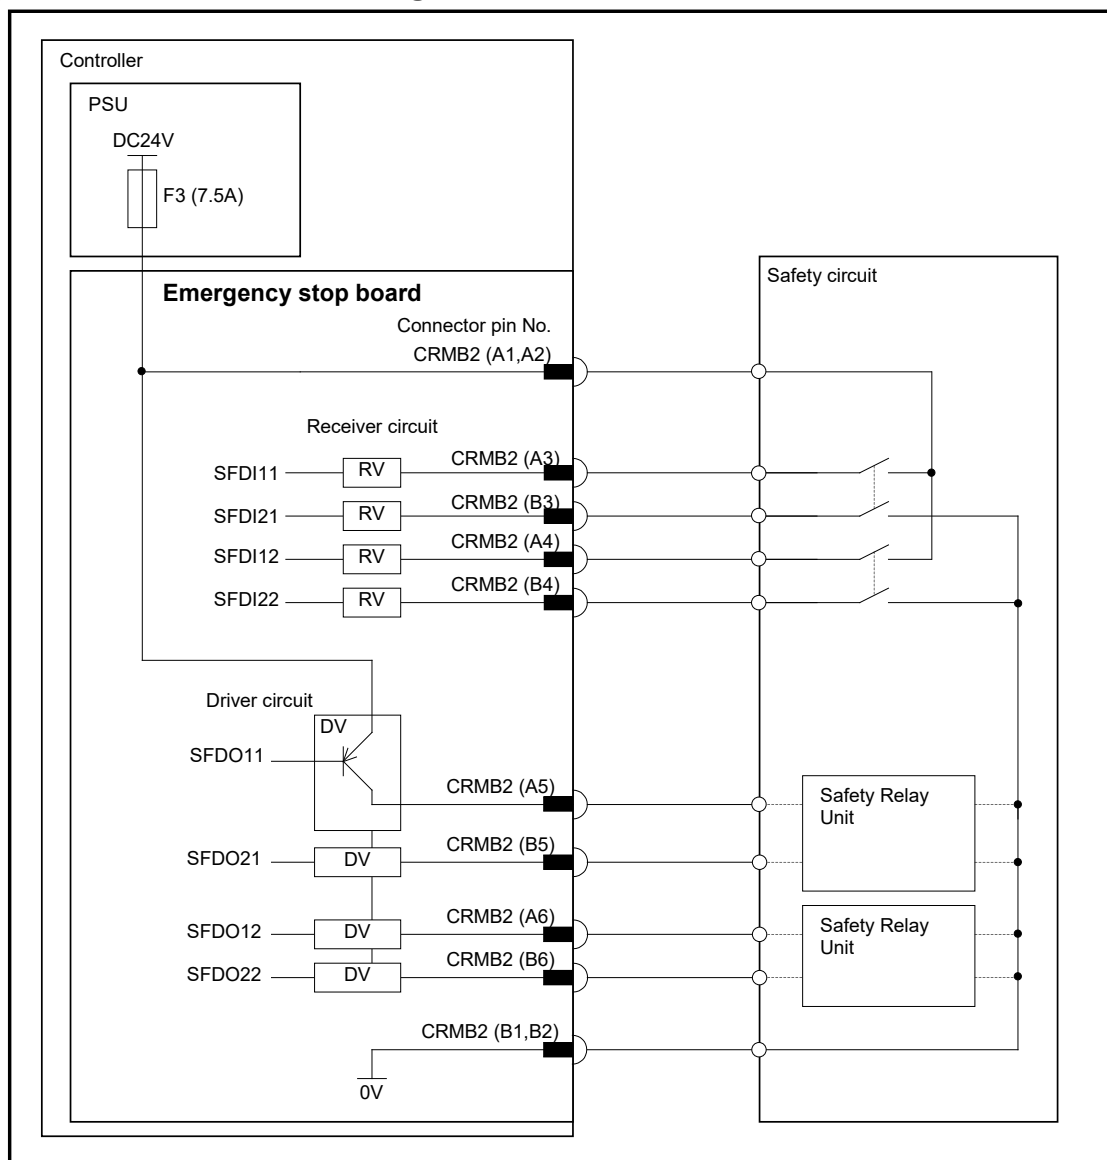 Controller
PSU
DC24V
F3 (7.5A)
Safety circuit
Emergency stop board
Connector pin No.
CRMB2 (A1,A2)
Receiver circuit
SFDI11 RV CRMB2 (A3)
SFDI21 RV CRMB2 (B3)
SFDI12 RV CRMB2 (A4)
SFDI22 RV CRMB2 (B4)
Driver circuit
DV
SFDO11
CRMB2 (A5)
Safety Relay
Unit
SFDO21 DV CRMB2 (B5)
SFDO12 DV CRMB2 (A6)
Safety Relay
Unit
SFDO22 DV CRMB2 (B6)
CRMB2 (B1,B2)
0V